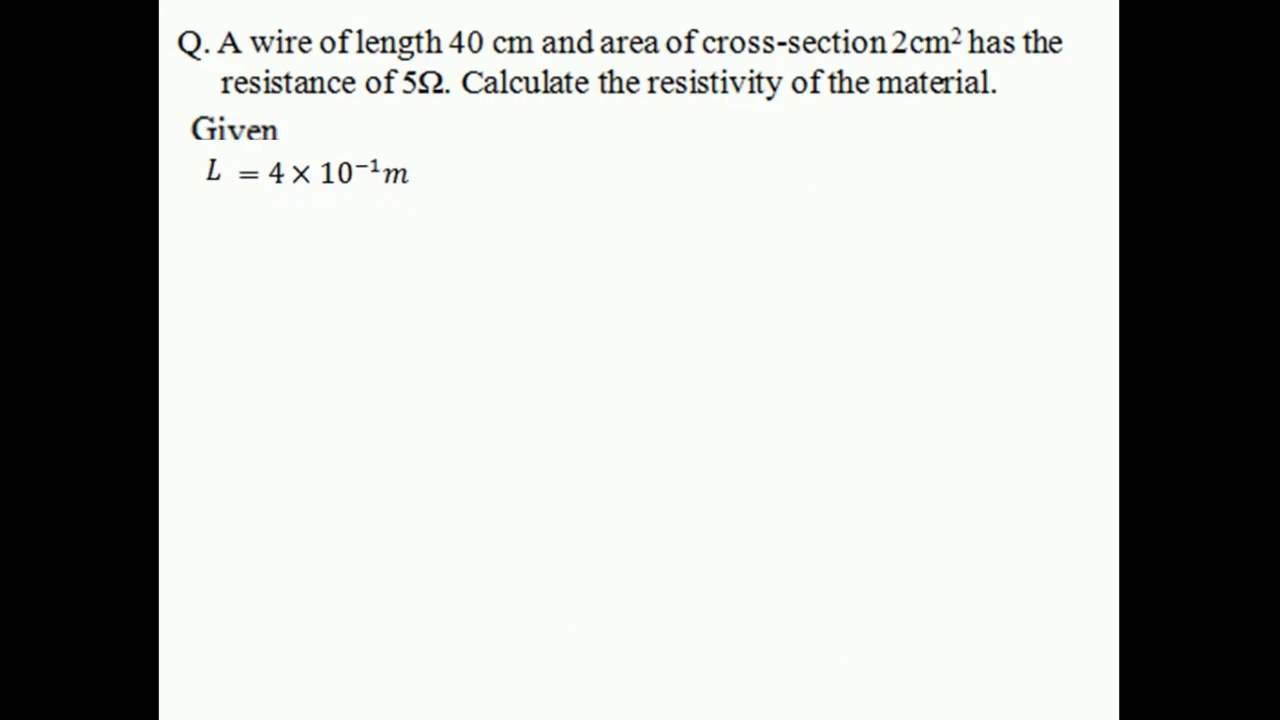 Q. A wire of length 40 cm and area of cross-section 2cm² has the
resistance of 5Ω. Calculate the resistivity of the material.
Given
L = 4 × 10⁻¹m